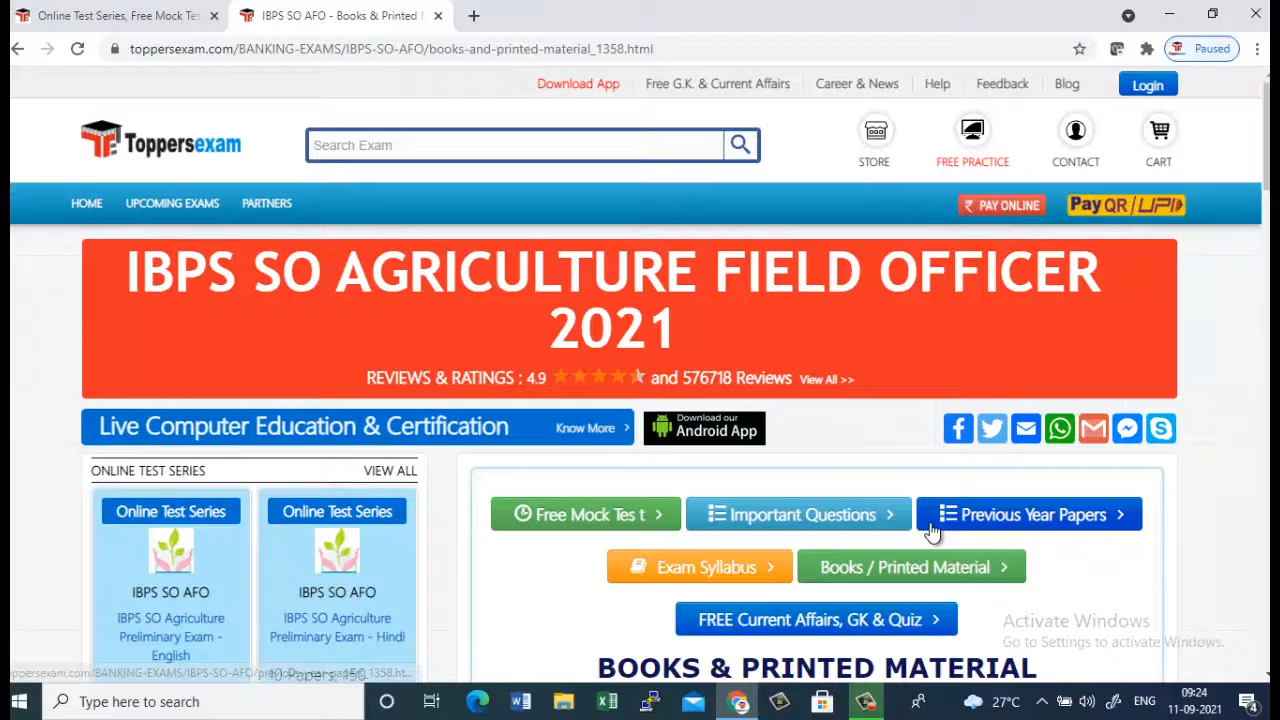 Online Test Series, Free Mock Tes
IBPS SO AFO - Books & Printed M
toppersexam.com/BANKING-EXAMS/IBPS-SO-AFO/books-and-printed-material_1358.html
Paused
Download App
Free G.K. & Current Affairs
Career & News
Help
Feedback
Blog
Login
Toppersexam
Search Exam
STORE
FREE PRACTICE
CONTACT
CART
HOME
UPCOMING EXAMS
PARTNERS
₹ PAY ONLINE
Pay QR/UPI
IBPS SO AGRICULTURE FIELD OFFICER
2021
REVIEWS & RATINGS : 4.9 and 576718 Reviews View All >>
Live Computer Education & Certification
Know More >
Download our
Android App
ONLINE TEST SERIES
VIEW ALL
Online Test Series
IBPS SO AFO
IBPS SO Agriculture
Preliminary Exam -
English
Online Test Series
IBPS SO AFO
IBPS SO Agriculture
Preliminary Exam - Hindi
Free Mock Tes t >
Important Questions >
Previous Year Papers >
Exam Syllabus >
Books / Printed Material >
FREE Current Affairs, GK & Quiz >
BOOKS & PRINTED MATERIAL
Activate Windows
Go to Settings to activate Windows.
Type here to search
27°C
ENG
09:24
11-09-2021
4